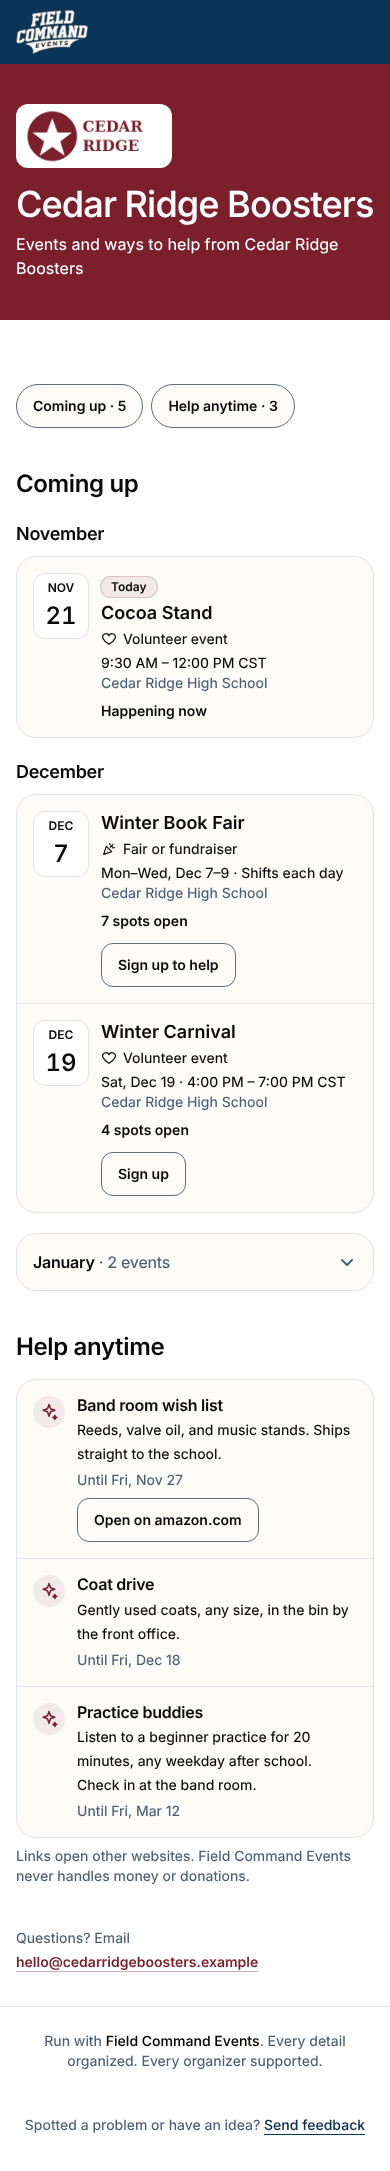 FIELD
COMMAND
EVENTS
CEDAR
RIDGE
Cedar Ridge Boosters
Events and ways to help from Cedar Ridge
Boosters
Coming up · 5
Help anytime · 3
Coming up
November
NOV
21
Today
Cocoa Stand
Volunteer event
9:30 AM – 12:00 PM CST
Cedar Ridge High School
Happening now
December
DEC
7
Winter Book Fair
Fair or fundraiser
Mon–Wed, Dec 7–9 · Shifts each day
Cedar Ridge High School
7 spots open
Sign up to help
DEC
19
Winter Carnival
Volunteer event
Sat, Dec 19 · 4:00 PM – 7:00 PM CST
Cedar Ridge High School
4 spots open
Sign up
January · 2 events
Help anytime
Band room wish list
Reeds, valve oil, and music stands. Ships
straight to the school.
Until Fri, Nov 27
Open on amazon.com
Coat drive
Gently used coats, any size, in the bin by
the front office.
Until Fri, Dec 18
Practice buddies
Listen to a beginner practice for 20
minutes, any weekday after school.
Check in at the band room.
Until Fri, Mar 12
Links open other websites. Field Command Events
never handles money or donations.
Questions? Email
hello@cedarridgeboosters.example
Run with Field Command Events. Every detail
organized. Every organizer supported.
Spotted a problem or have an idea? Send feedback